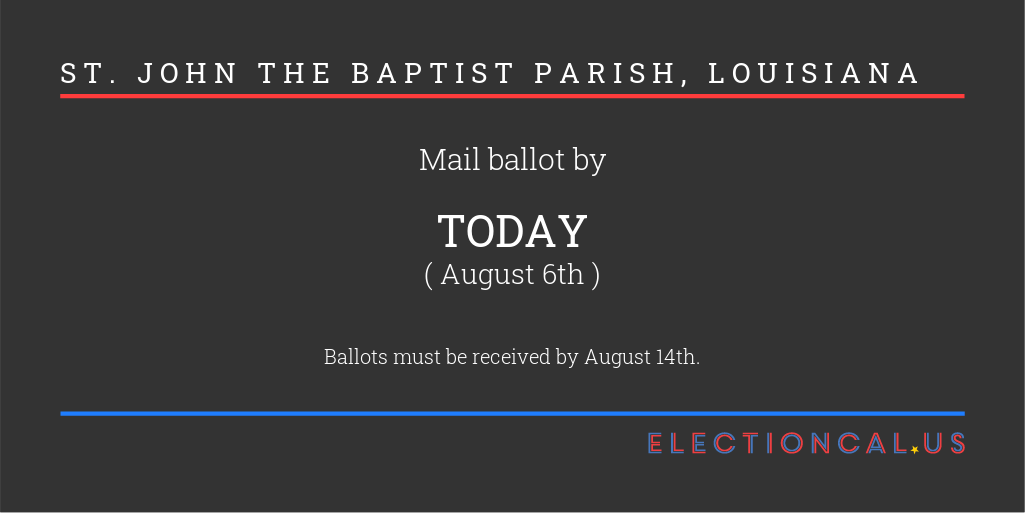 ST. JOHN THE BAPTIST PARISH, LOUISIANA
Mail ballot by
TODAY
( August 6th )
Ballots must be received by August 14th.
ELECTIONCAL.US